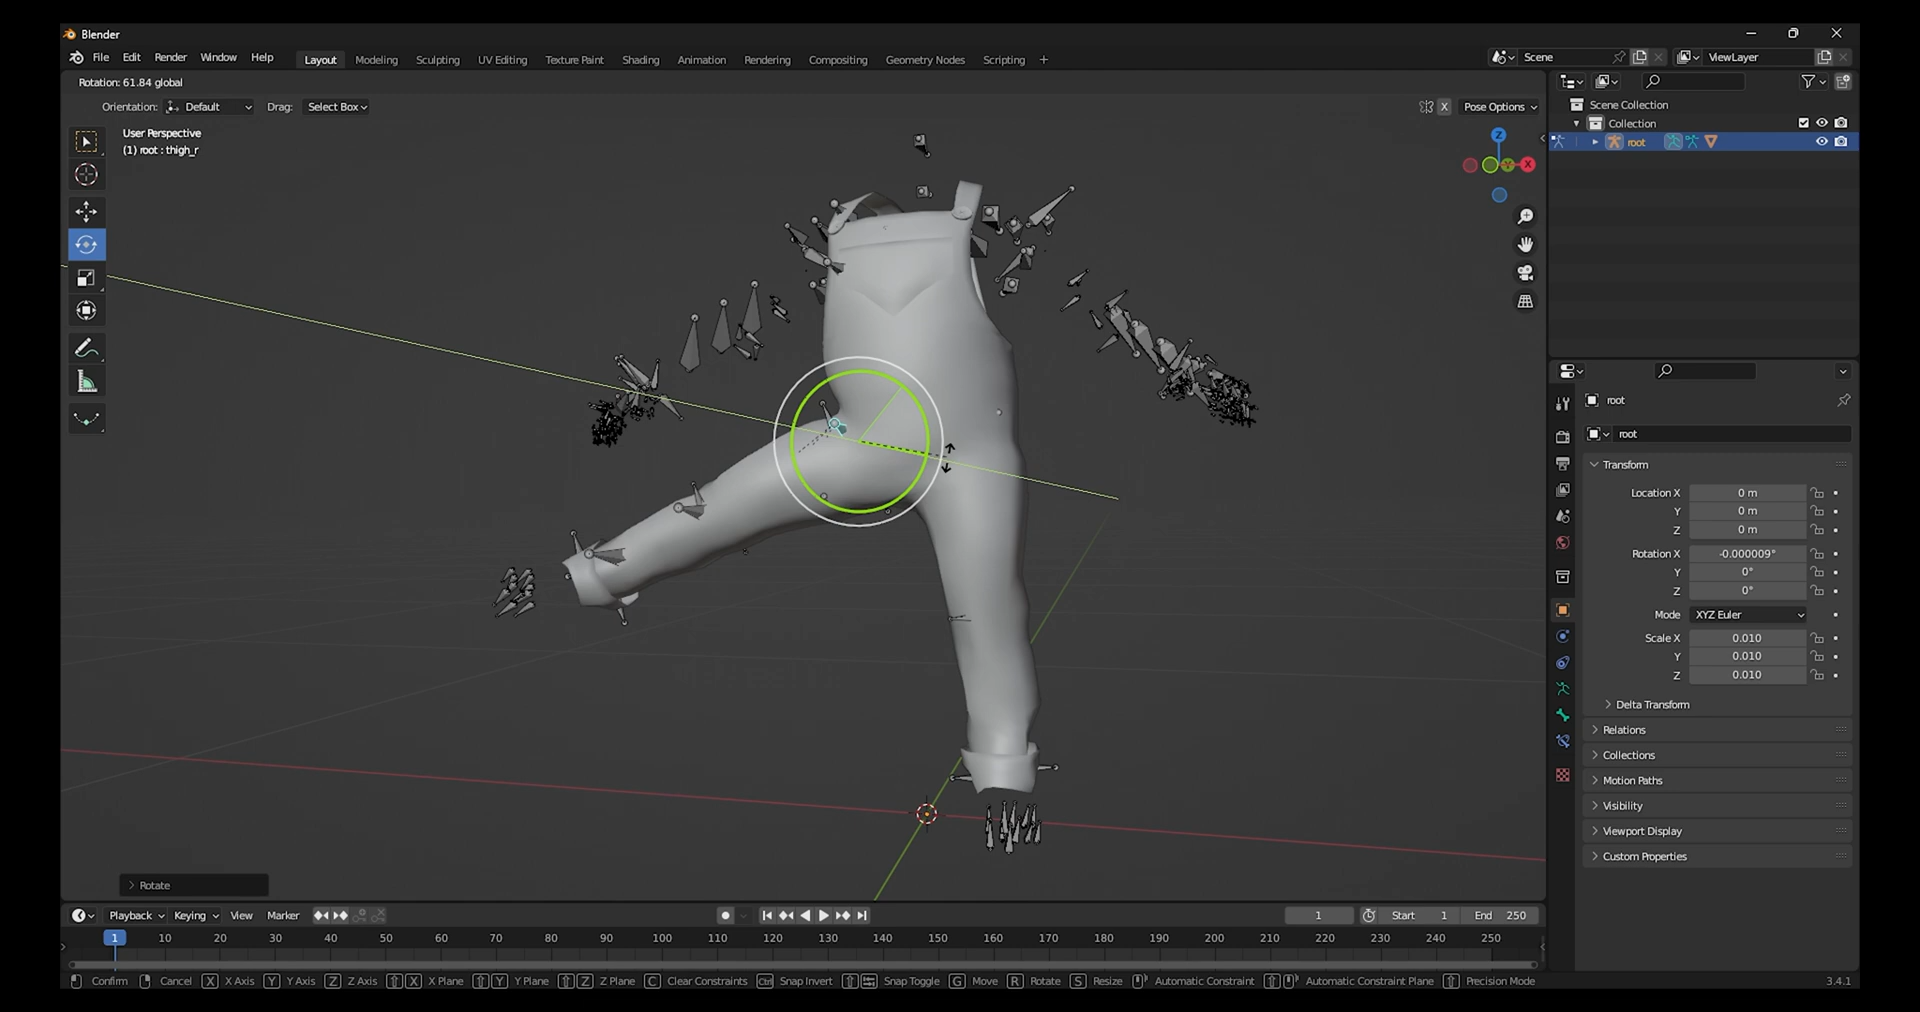 Blender
File Edit Render Window Help Layout Modeling Sculpting UV Editing Texture Paint Shading Animation Rendering Compositing Geometry Nodes Scripting + Scene ViewLayer
Rotation: 61.84 global
Orientation: Default Drag: Select Box X Pose Options
User Perspective
(1) root : thigh_r
Z
X
Scene Collection
Collection
root
root
root
Transform
Location X 0 m
Y 0 m
Z 0 m
Rotation X -0.000009°
Y 0°
Z 0°
Mode XYZ Euler
Scale X 0.010
Y 0.010
Z 0.010
Delta Transform
Relations
Collections
Motion Paths
Visibility
Viewport Display
Custom Properties
Rotate
Playback Keying View Marker 1 Start 1 End 250
1 10 20 30 40 50 60 70 80 90 100 110 120 130 140 150 160 170 180 190 200 210 220 230 240 250
Confirm Cancel X X Axis Y Y Axis Z Z Axis X X Plane Y Y Plane Z Z Plane C Clear Constraints Ctrl Snap Invert Snap Toggle G Move R Rotate S Resize Automatic Constraint Automatic Constraint Plane Precision Mode 3.4.1